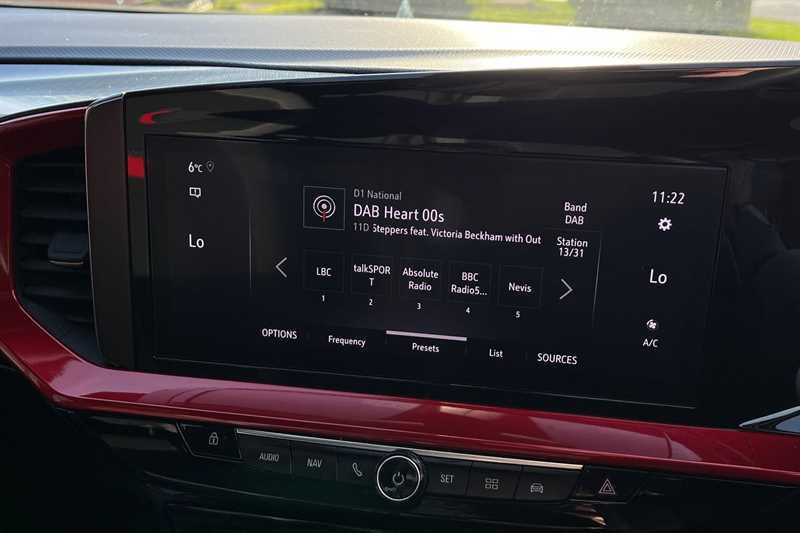 6°C
Lo
D1 National
DAB Heart 00s
11D Steppers feat. Victoria Beckham with Out
Band
DAB
Station
13/31
11:22
Lo
A/C
LBC
talkSPOR
T
Absolute
Radio
BBC
Radio5...
Nevis
1
2
3
4
5
OPTIONS
Frequency
Presets
List
SOURCES
AUDIO
NAV
SET